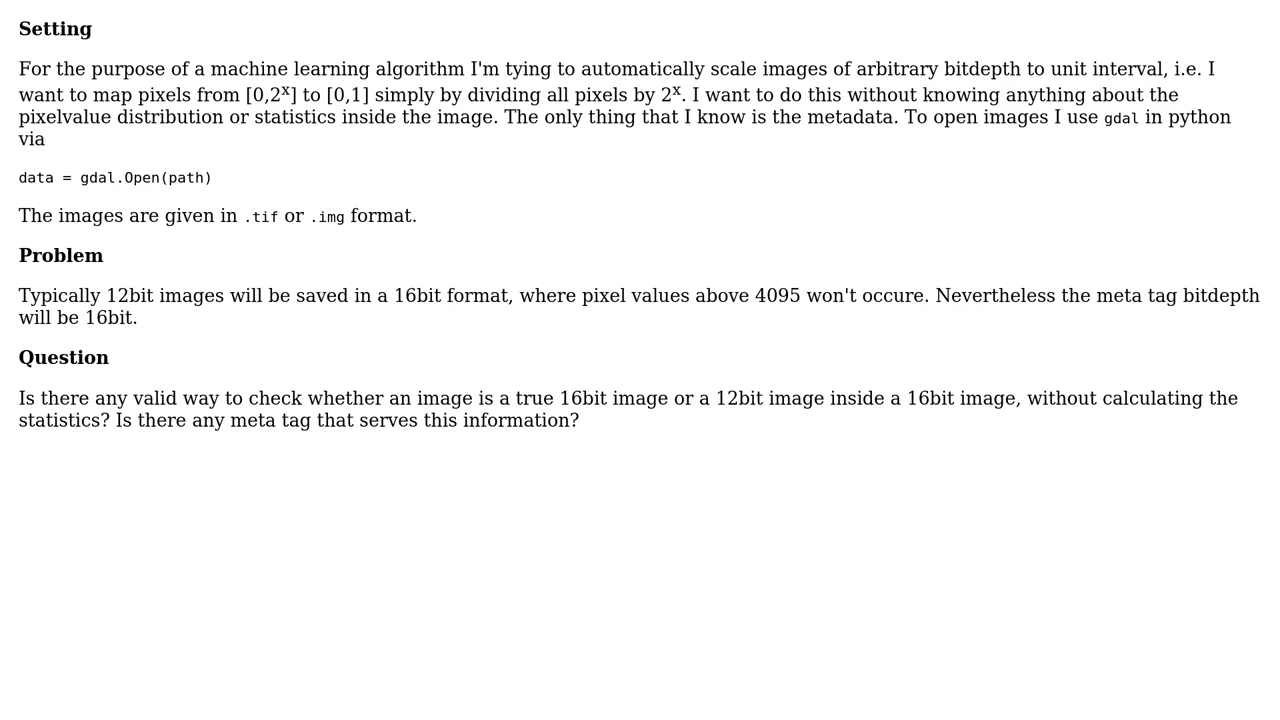 Setting
For the purpose of a machine learning algorithm I'm tying to automatically scale images of arbitrary bitdepth to unit interval, i.e. I
want to map pixels from [0,2ˣ] to [0,1] simply by dividing all pixels by 2ˣ. I want to do this without knowing anything about the
pixelvalue distribution or statistics inside the image. The only thing that I know is the metadata. To open images I use gdal in python
via
data = gdal.Open(path)
The images are given in .tif or .img format.
Problem
Typically 12bit images will be saved in a 16bit format, where pixel values above 4095 won't occure. Nevertheless the meta tag bitdepth
will be 16bit.
Question
Is there any valid way to check whether an image is a true 16bit image or a 12bit image inside a 16bit image, without calculating the
statistics? Is there any meta tag that serves this information?